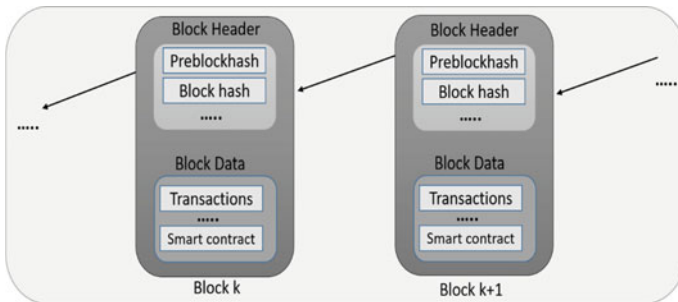 Block Header
Preblockhash
Block hash
.....
Block Data
Transactions
.....
Smart contract
Block k
Block Header
Preblockhash
Block hash
.....
Block Data
Transactions
.....
Smart contract
Block k+1
.....
.....